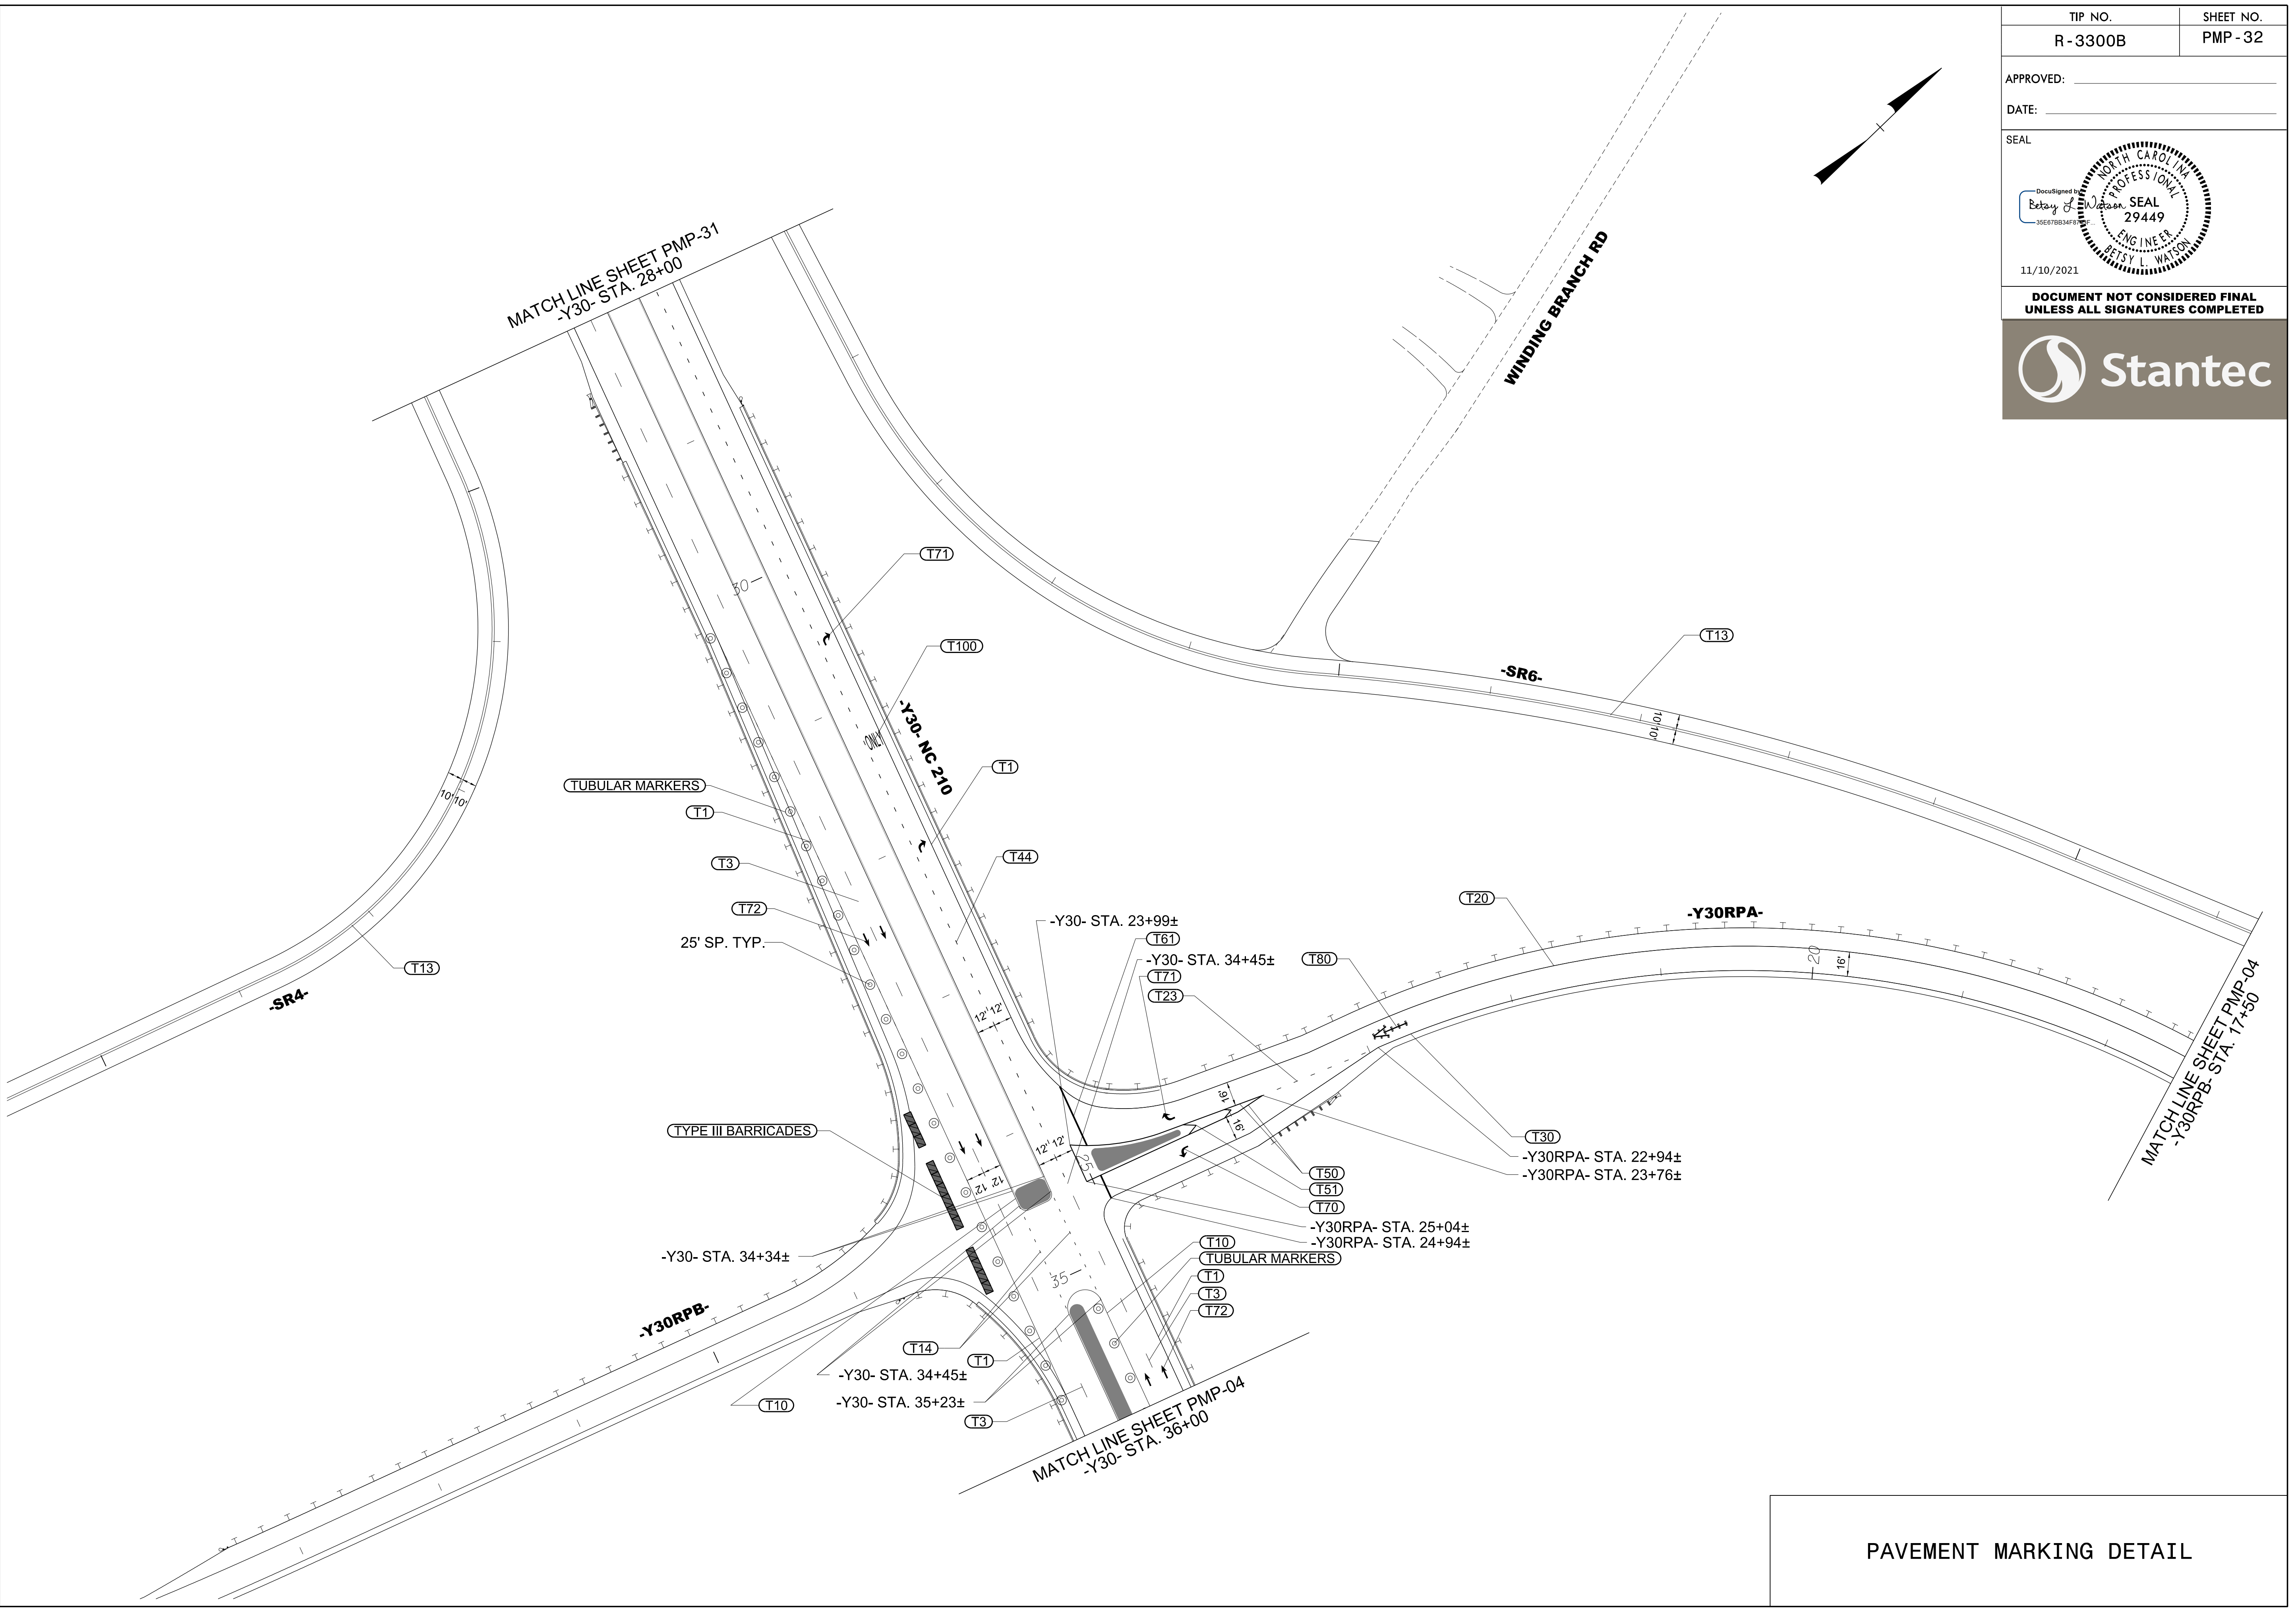 TIP NO.
SHEET NO.
R-3300B
PMP-32
APPROVED:
DATE:
SEAL
NORTH CAROLINA
PROFESSIONAL
SEAL
29449
ENGINEER
BETSY L. WATSON
DocuSigned by
Betsy L. Watson
11/10/2021
DOCUMENT NOT CONSIDERED FINAL
UNLESS ALL SIGNATURES COMPLETED
Stantec
MATCH LINE SHEET PMP-31
-Y30- STA. 28+00
WINDING BRANCH RD
T71
30
T100
T13
-SR6-
10' 10'
-Y30- NC 210
ONLY
T1
TUBULAR MARKERS
T1
10' 10'
T44
T3
T72
25' SP. TYP.
T13
-SR4-
-Y30- STA. 23+99±
T61
-Y30- STA. 34+45±
T71
T23
T80
T20
-Y30RPA-
20
16'
MATCH LINE SHEET PMP-04
-Y30RPB- STA. 17+50
12' 12'
16'
16'
TYPE III BARRICADES
12' 12'
25
12' 12'
T30
-Y30RPA- STA. 22+94±
-Y30RPA- STA. 23+76±
T50
T51
T70
-Y30RPA- STA. 25+04±
-Y30RPA- STA. 24+94±
T10
TUBULAR MARKERS
T1
T3
T72
-Y30- STA. 34+34±
35
-Y30RPB-
T14
T1
-Y30- STA. 34+45±
-Y30- STA. 35+23±
T10
T3
MATCH LINE SHEET PMP-04
-Y30- STA. 36+00
PAVEMENT MARKING DETAIL